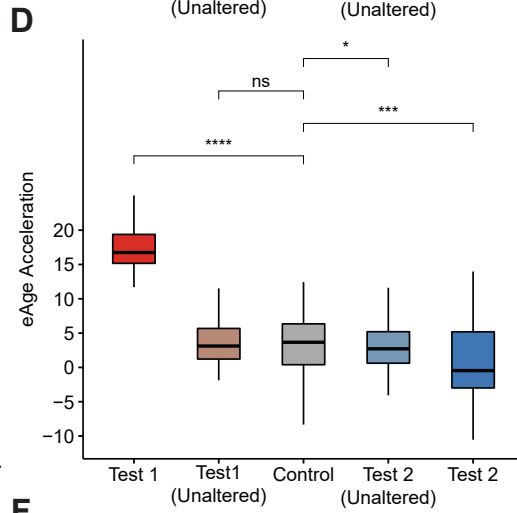 (Unaltered) (Unaltered)
D
*
ns
***
****
eAge Acceleration
20
15
10
5
0
−5
−10
Test 1 Test1 Control Test 2 Test 2
(Unaltered) (Unaltered)